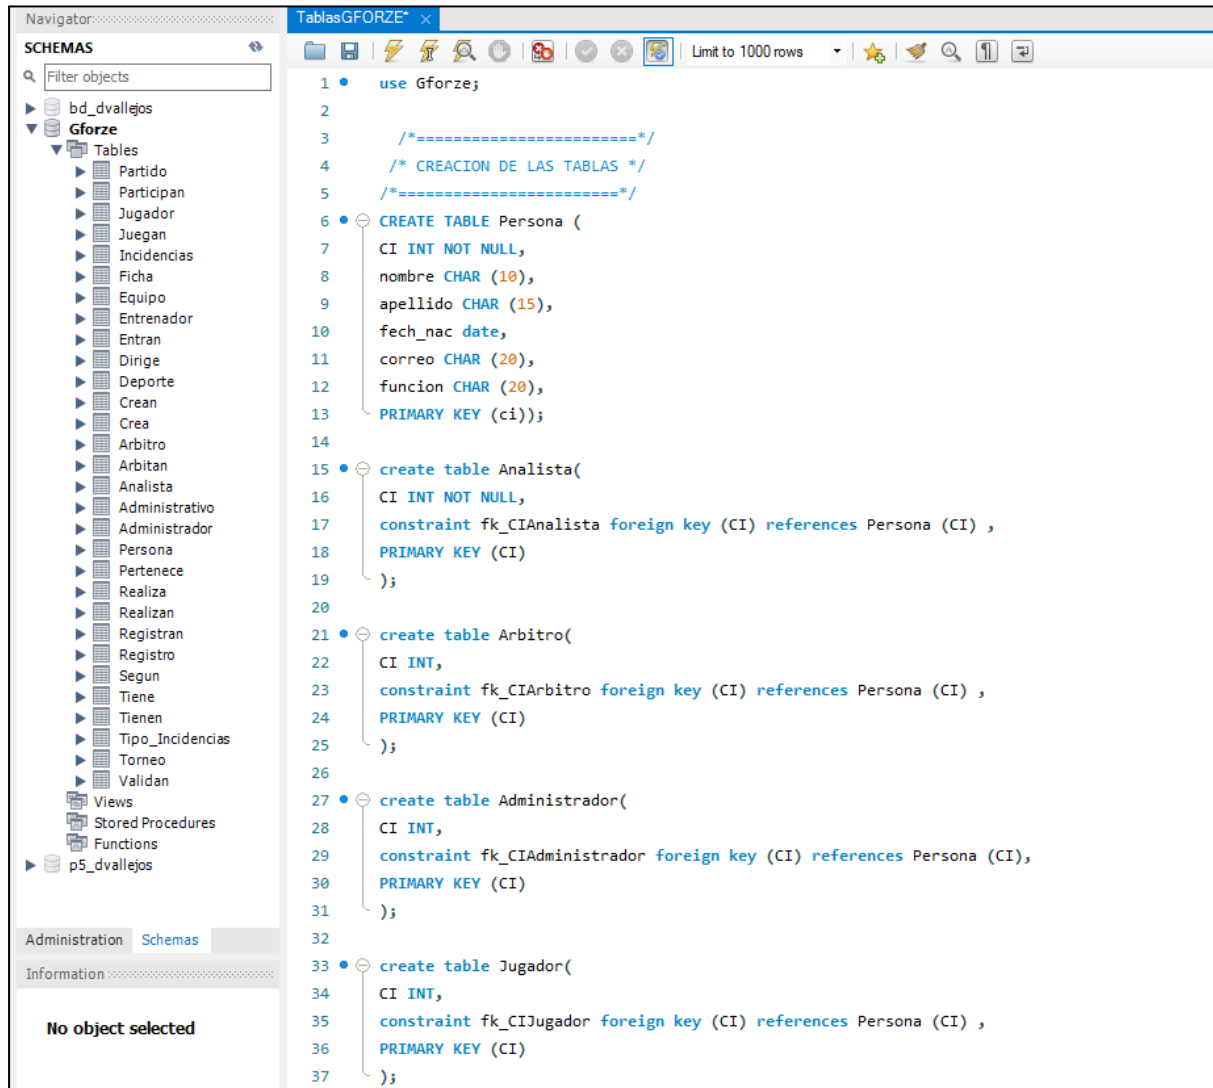 Navigator
SCHEMAS
Filter objects
bd_dvallejos
Gforze
Tables
Partido
Participan
Jugador
Juegan
Incidencias
Ficha
Equipo
Entrenador
Entran
Dirige
Deporte
Crean
Crea
Arbitro
Arbitan
Analista
Administrativo
Administrador
Persona
Pertenece
Realiza
Realizan
Registran
Registro
Segun
Tiene
Tienen
Tipo_Incidencias
Torneo
Validan
Views
Stored Procedures
Functions
p5_dvallejos
Administration Schemas
Information
No object selected
TablasGFORZE* ×
Limit to 1000 rows
1 use Gforze;
2
3 /*========================*/
4 /* CREACION DE LAS TABLAS */
5 /*========================*/
6 CREATE TABLE Persona (
7 CI INT NOT NULL,
8 nombre CHAR (10),
9 apellido CHAR (15),
10 fech_nac date,
11 correo CHAR (20),
12 funcion CHAR (20),
13 PRIMARY KEY (ci));
14
15 create table Analista(
16 CI INT NOT NULL,
17 constraint fk_CIAnalista foreign key (CI) references Persona (CI) ,
18 PRIMARY KEY (CI)
19 );
20
21 create table Arbitro(
22 CI INT,
23 constraint fk_CIArbitro foreign key (CI) references Persona (CI) ,
24 PRIMARY KEY (CI)
25 );
26
27 create table Administrador(
28 CI INT,
29 constraint fk_CIAdministrador foreign key (CI) references Persona (CI),
30 PRIMARY KEY (CI)
31 );
32
33 create table Jugador(
34 CI INT,
35 constraint fk_CIJugador foreign key (CI) references Persona (CI) ,
36 PRIMARY KEY (CI)
37 );